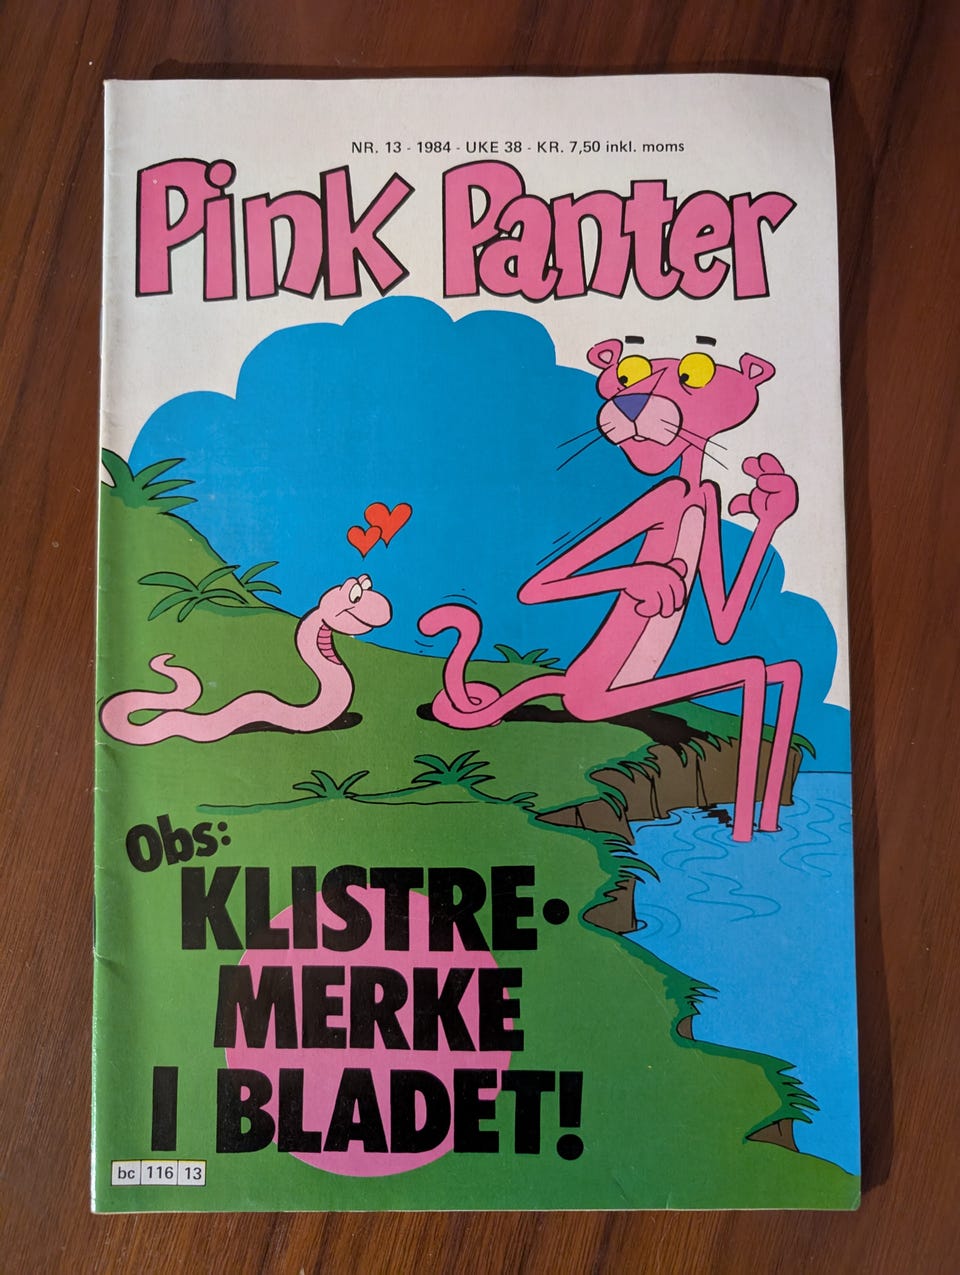 NR. 13 - 1984 - UKE 38 - KR. 7,50 inkl. moms
Pink Panter
Obs:
KLISTRE-
MERKE
I BLADET!
bc 116 13